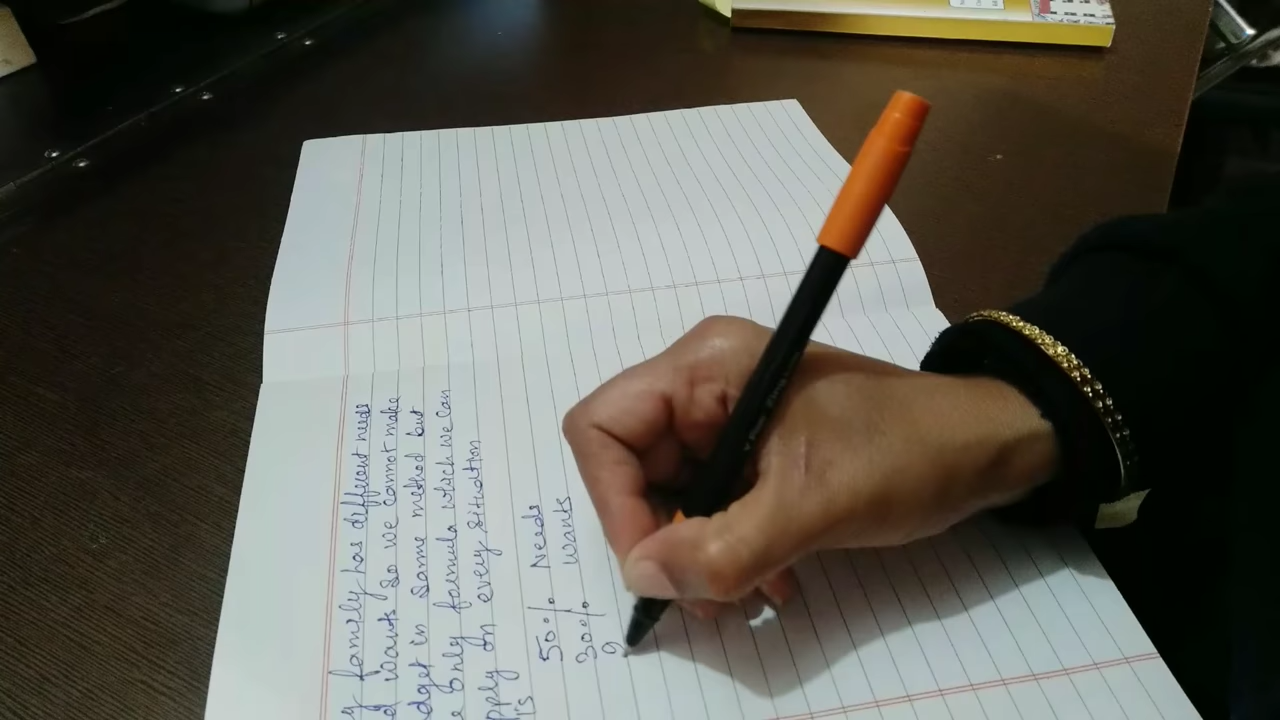 y family has different needs
d wants so we cannot make
dget in same method but
e only formula which we can
pply on every situation
is
50% Needs
30% wants